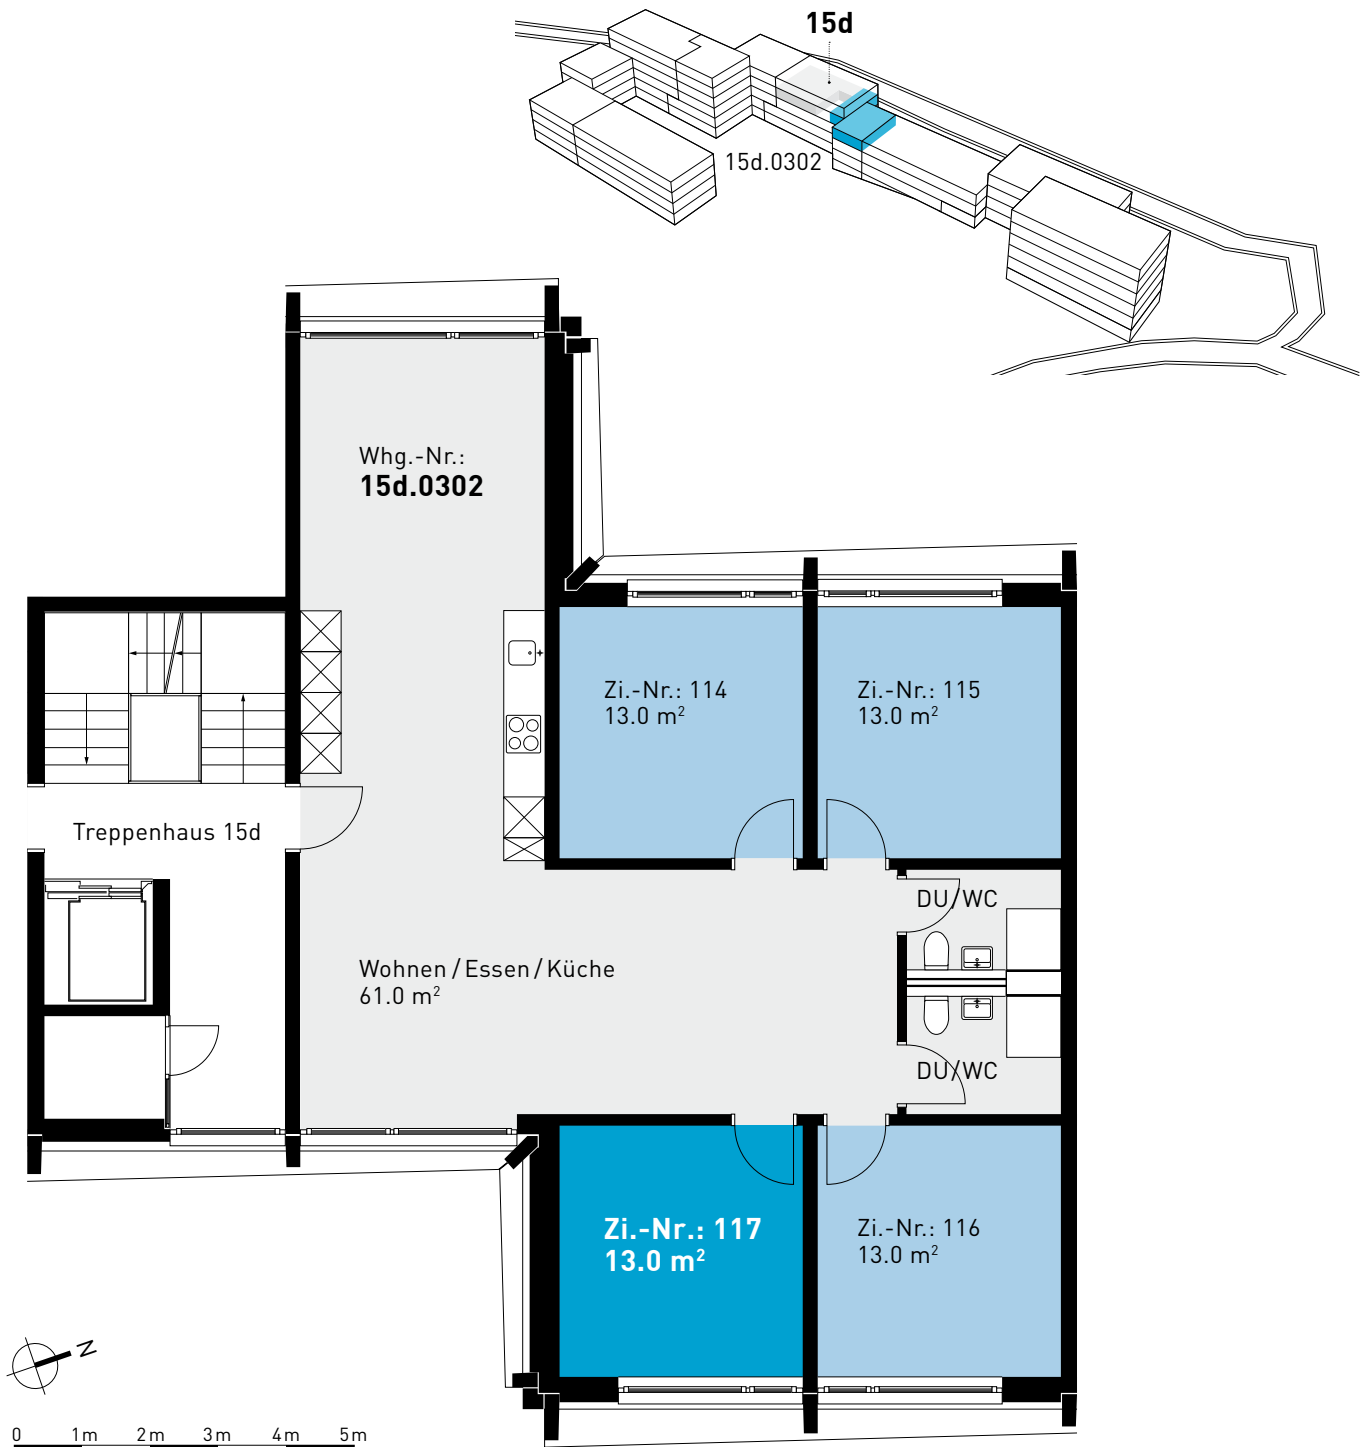 15d
15d.0302
Whg.-Nr.:
15d.0302
Zi.-Nr.: 114
13.0 m²
Zi.-Nr.: 115
13.0 m²
Treppenhaus 15d
DU/WC
Wohnen / Essen / Küche
61.0 m²
DU/WC
Zi.-Nr.: 117
13.0 m²
Zi.-Nr.: 116
13.0 m²
N
0 1m 2m 3m 4m 5m